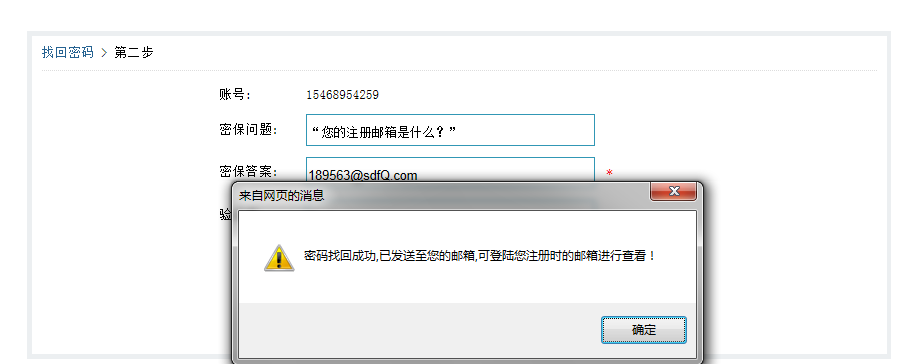 找回密码 > 第二步
账号: 15468954259
密保问题: “您的注册邮箱是什么？”
密保答案: 189563@sdfQ.com *
来自网页的消息
验
密码找回成功,已发送至您的邮箱,可登陆您注册时的邮箱进行查看！
确定